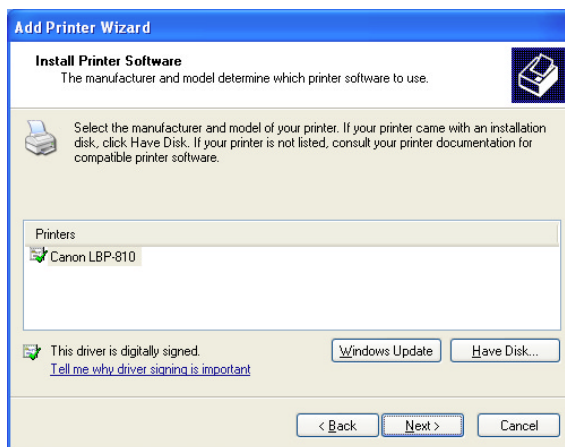 Add Printer Wizard
Install Printer Software
The manufacturer and model determine which printer software to use.
Select the manufacturer and model of your printer. If your printer came with an installation
disk, click Have Disk. If your printer is not listed, consult your printer documentation for
compatible printer software.
Printers
Canon LBP-810
This driver is digitally signed.
Tell me why driver signing is important
Windows Update
Have Disk...
< Back
Next >
Cancel